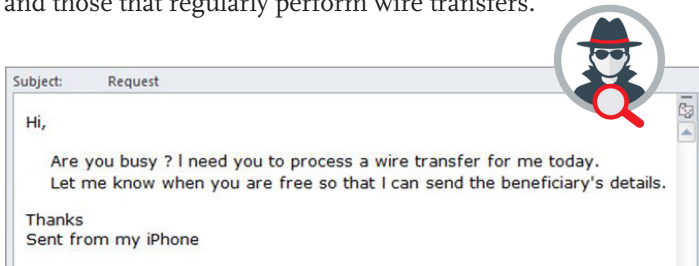 and those that regularly perform wire transfers.
Subject: Request
Hi,
Are you busy ? I need you to process a wire transfer for me today.
Let me know when you are free so that I can send the beneficiary's details.
Thanks
Sent from my iPhone